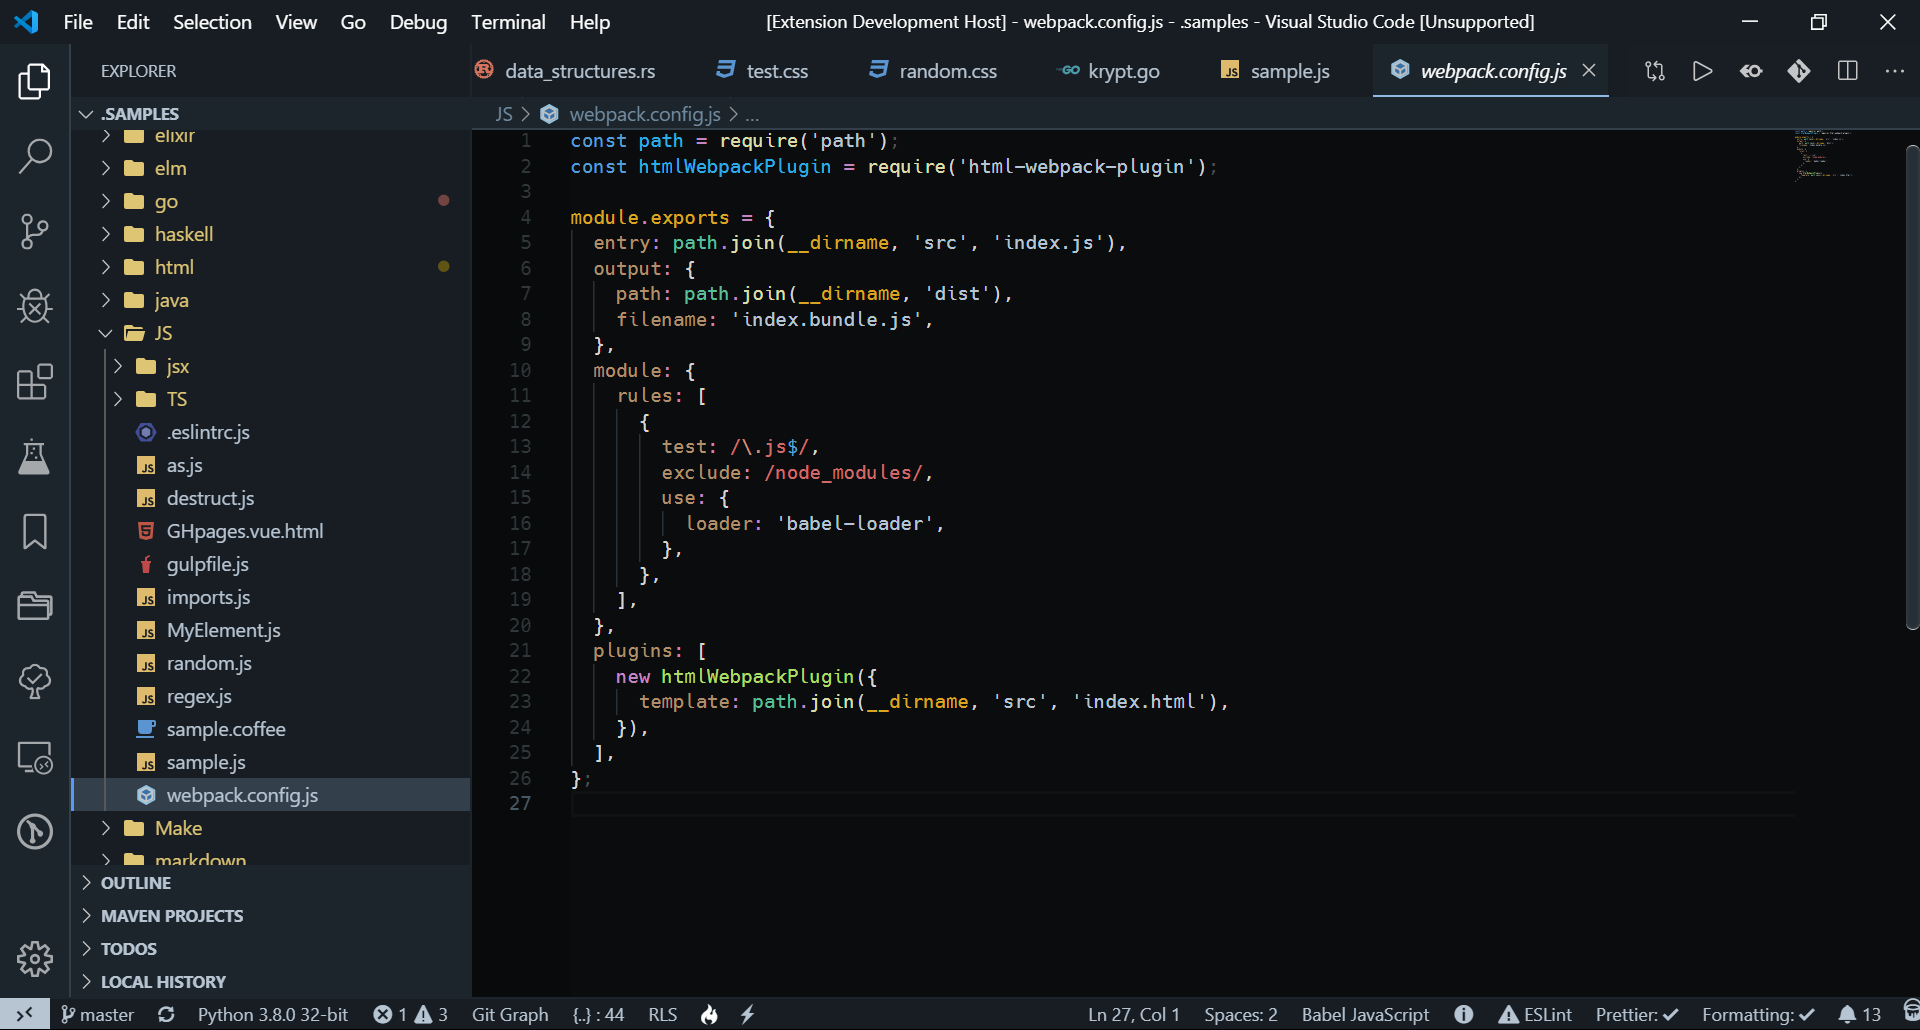 File Edit Selection View Go Debug Terminal Help
[Extension Development Host] - webpack.config.js - .samples - Visual Studio Code [Unsupported]
EXPLORER
.SAMPLES
elixir
elm
go
haskell
html
java
JS
jsx
TS
.eslintrc.js
as.js
destruct.js
GHpages.vue.html
gulpfile.js
imports.js
MyElement.js
random.js
regex.js
sample.coffee
sample.js
webpack.config.js
Make
markdown
OUTLINE
MAVEN PROJECTS
TODOS
LOCAL HISTORY
data_structures.rs test.css random.css krypt.go sample.js webpack.config.js
JS > webpack.config.js > ...
1 const path = require('path');
2 const htmlWebpackPlugin = require('html-webpack-plugin');
3
4 module.exports = {
5 entry: path.join(__dirname, 'src', 'index.js'),
6 output: {
7 path: path.join(__dirname, 'dist'),
8 filename: 'index.bundle.js',
9 },
10 module: {
11 rules: [
12 {
13 test: /\.js$/,
14 exclude: /node_modules/,
15 use: {
16 loader: 'babel-loader',
17 },
18 },
19 ],
20 },
21 plugins: [
22 new htmlWebpackPlugin({
23 template: path.join(__dirname, 'src', 'index.html'),
24 }),
25 ],
26 };
27
master Python 3.8.0 32-bit 1 3 Git Graph {..} : 44 RLS Ln 27, Col 1 Spaces: 2 Babel JavaScript ESLint Prettier: ✓ Formatting: ✓ 13